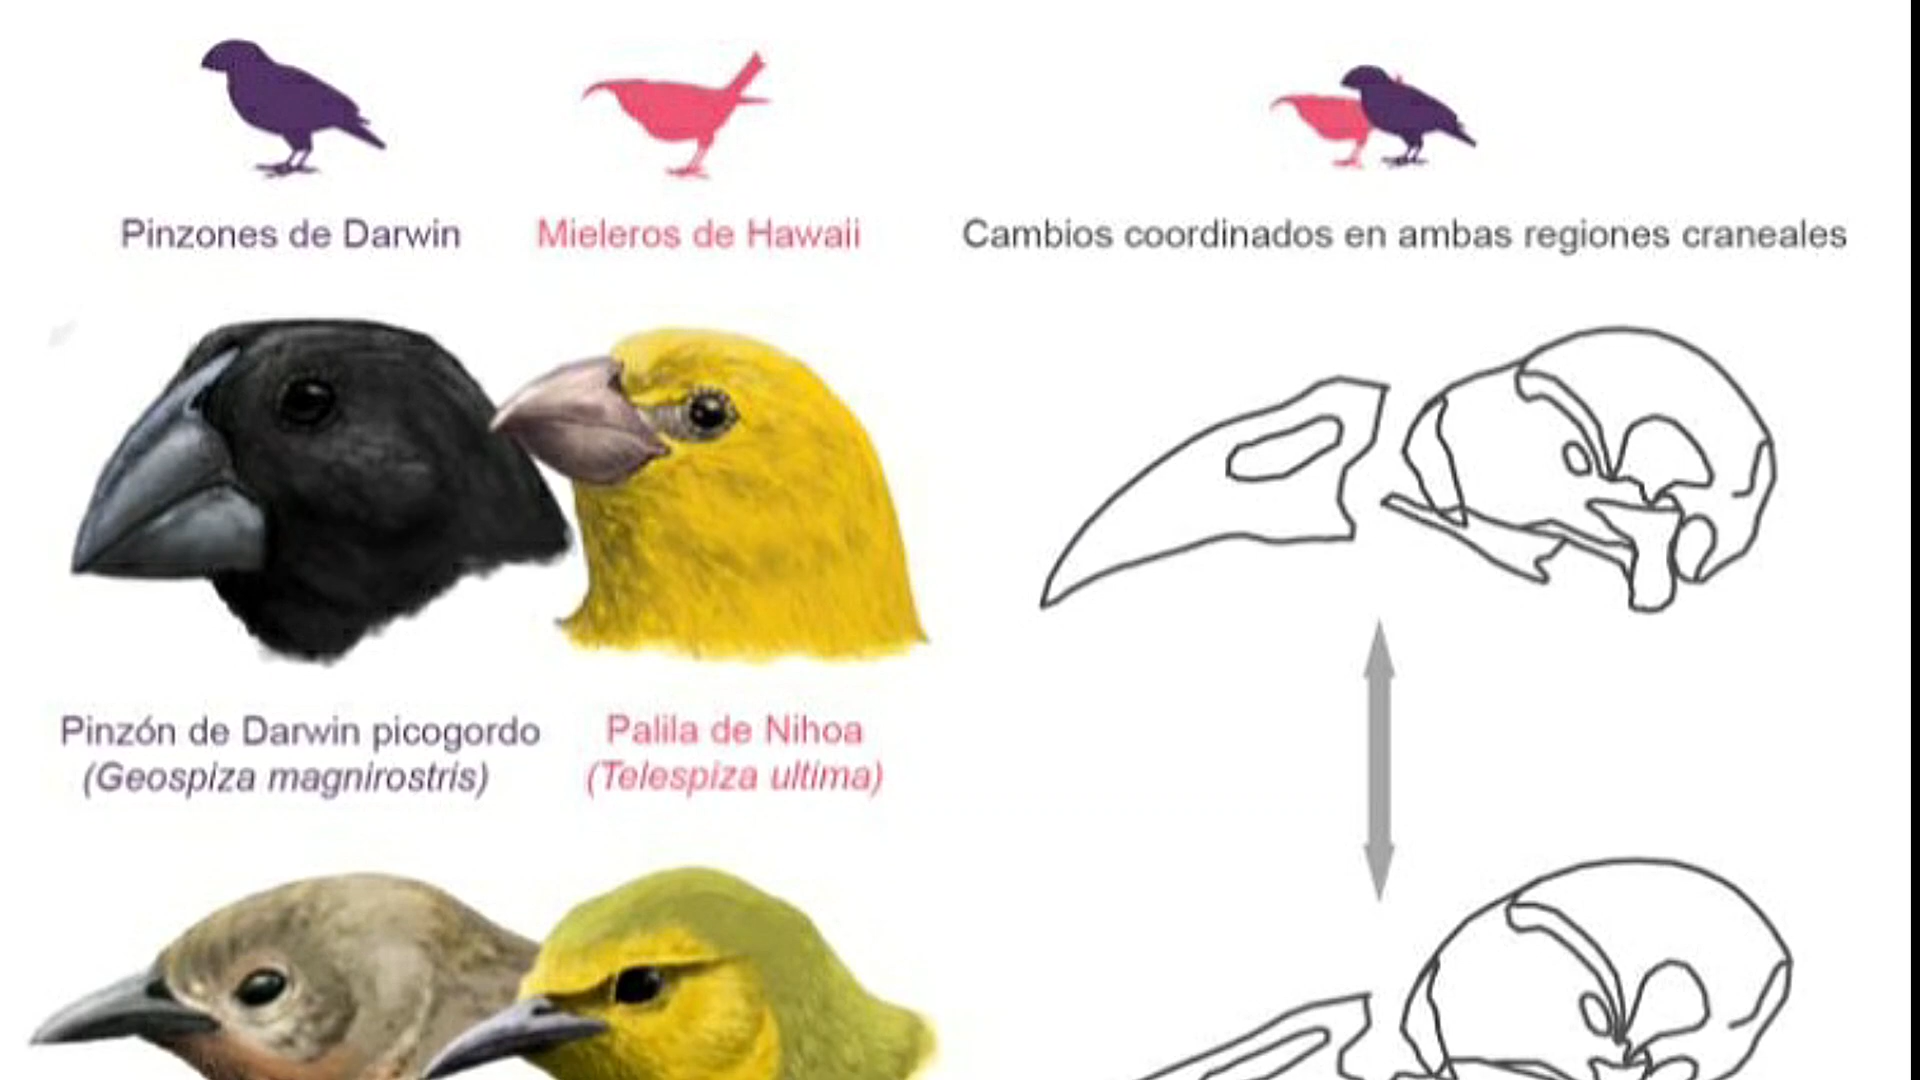 Pinzones de Darwin
Mieleros de Hawaii
Cambios coordinados en ambas regiones craneales
Pinzón de Darwin picogordo
(Geospiza magnirostris)
Palila de Nihoa
(Telespiza ultima)